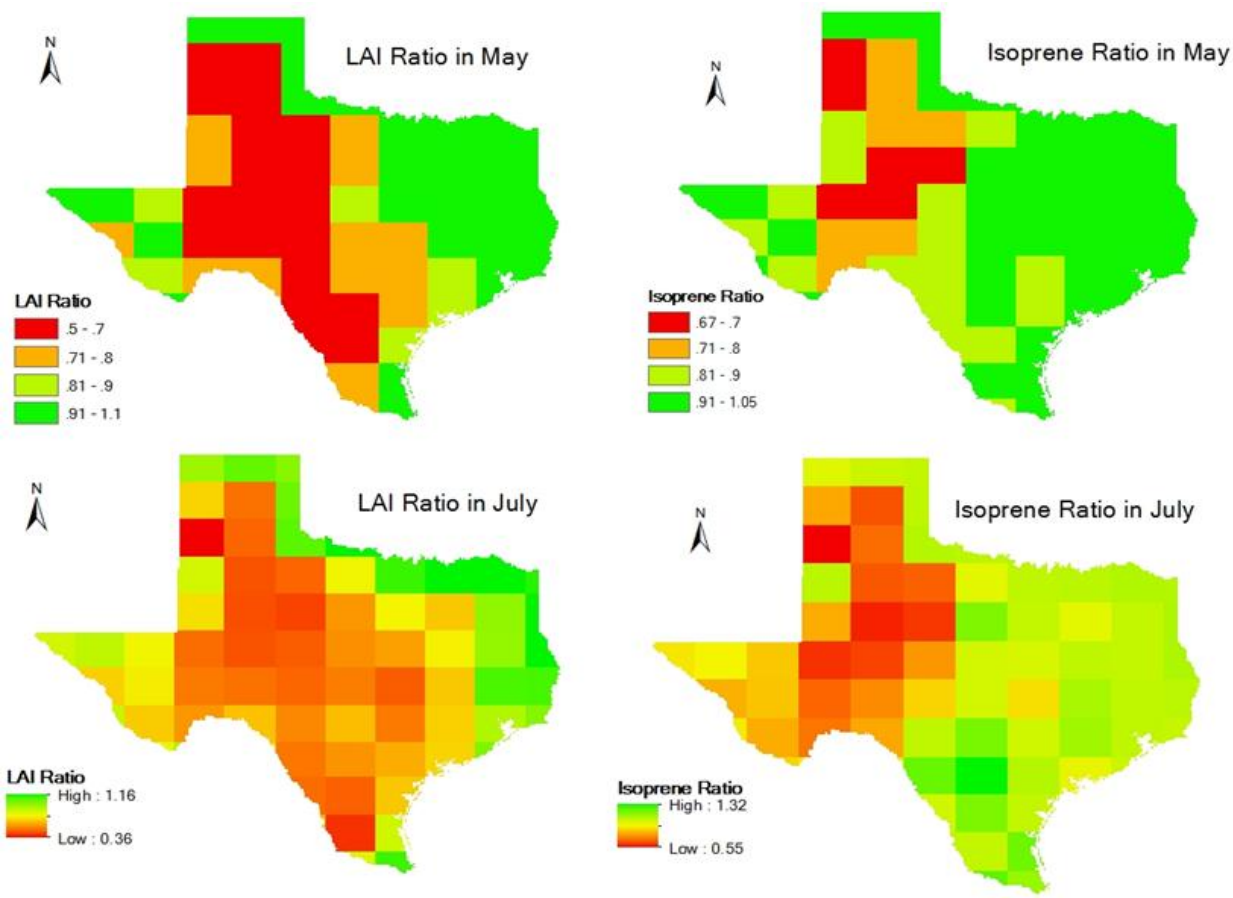 N
LAI Ratio in May
LAI Ratio
.5 - .7
.71 - .8
.81 - .9
.91 - 1.1
N
Isoprene Ratio in May
Isoprene Ratio
.67 - .7
.71 - .8
.81 - .9
.91 - 1.05
N
LAI Ratio in July
LAI Ratio
High : 1.16
Low : 0.36
N
Isoprene Ratio in July
Isoprene Ratio
High : 1.32
Low : 0.55